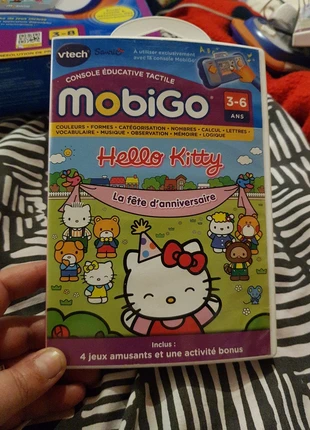 vtech
À utiliser exclusivement
avec la console MobiGo
CONSOLE ÉDUCATIVE TACTILE
MobiGo
3-6
ANS
COULEURS • FORMES • CATÉGORISATION • NOMBRES • CALCUL • LETTRES
VOCABULAIRE • MUSIQUE • OBSERVATION • MÉMOIRE • LOGIQUE
Hello Kitty
La fête d'anniversaire
Inclus :
4 jeux amusants et une activité bonus